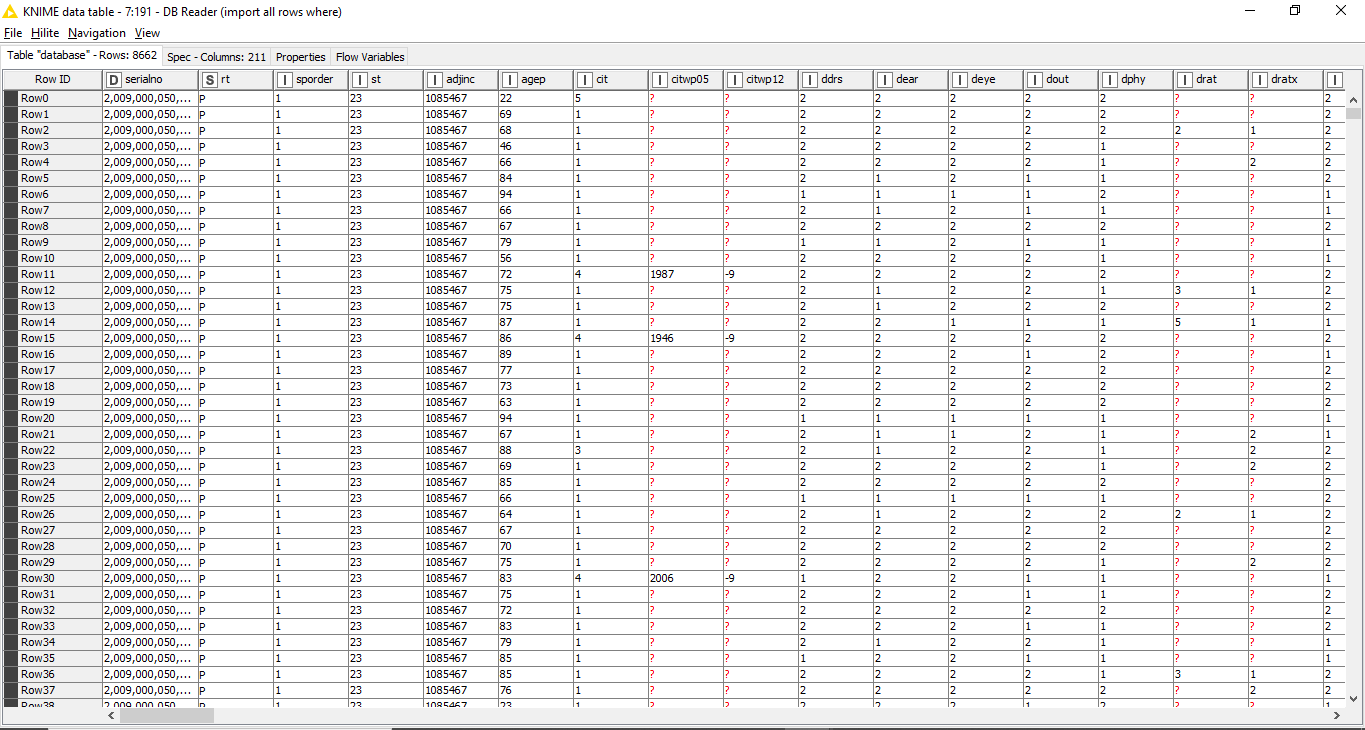 KNIME data table - 7:191 - DB Reader (import all rows where)
File Hilite Navigation View
Table "database" - Rows: 8662 Spec - Columns: 211 Properties Flow Variables
Row ID D serialno S rt I sporder I st I adjinc I agep I cit I citwp05 I citwp12 I ddrs I dear I deye I dout I dphy I drat I dratx I
Row0 2,009,000,050,... P 1 23 1085467 22 5 ? ? 2 2 2 2 2 ? ? 2
Row1 2,009,000,050,... P 1 23 1085467 69 1 ? ? 2 2 2 2 2 ? ? 2
Row2 2,009,000,050,... P 1 23 1085467 68 1 ? ? 2 2 2 2 2 2 1 2
Row3 2,009,000,050,... P 1 23 1085467 46 1 ? ? 2 2 2 2 1 ? ? 2
Row4 2,009,000,050,... P 1 23 1085467 66 1 ? ? 2 2 2 2 1 ? 2 2
Row5 2,009,000,050,... P 1 23 1085467 84 1 ? ? 2 2 2 1 1 ? ? 2
Row6 2,009,000,050,... P 1 23 1085467 94 1 ? ? 1 1 1 1 2 ? ? 1
Row7 2,009,000,050,... P 1 23 1085467 66 1 ? ? 2 1 2 1 1 ? ? 1
Row8 2,009,000,050,... P 1 23 1085467 67 1 ? ? 2 2 2 2 2 ? ? 2
Row9 2,009,000,050,... P 1 23 1085467 79 1 ? ? 1 1 2 1 1 ? ? 1
Row10 2,009,000,050,... P 1 23 1085467 56 1 ? ? 2 2 2 2 1 ? ? 1
Row11 2,009,000,050,... P 1 23 1085467 72 4 1987 -9 2 2 2 2 2 ? ? 2
Row12 2,009,000,050,... P 1 23 1085467 75 1 ? ? 2 1 2 2 1 3 1 2
Row13 2,009,000,050,... P 1 23 1085467 75 1 ? ? 2 1 2 2 2 ? ? 2
Row14 2,009,000,050,... P 1 23 1085467 87 1 ? ? 2 2 1 1 1 5 1 1
Row15 2,009,000,050,... P 1 23 1085467 86 4 1946 -9 2 2 2 2 2 ? ? 2
Row16 2,009,000,050,... P 1 23 1085467 89 1 ? ? 2 2 2 1 2 ? ? 1
Row17 2,009,000,050,... P 1 23 1085467 77 1 ? ? 2 2 2 2 2 ? ? 2
Row18 2,009,000,050,... P 1 23 1085467 73 1 ? ? 2 2 2 2 2 ? ? 2
Row19 2,009,000,050,... P 1 23 1085467 63 1 ? ? 2 2 2 2 2 ? ? 2
Row20 2,009,000,050,... P 1 23 1085467 94 1 ? ? 1 1 1 1 1 ? ? 1
Row21 2,009,000,050,... P 1 23 1085467 67 1 ? ? 2 1 1 2 1 ? 2 1
Row22 2,009,000,050,... P 1 23 1085467 88 3 ? ? 2 1 2 2 1 ? 2 2
Row23 2,009,000,050,... P 1 23 1085467 69 1 ? ? 2 2 2 2 1 ? 2 2
Row24 2,009,000,050,... P 1 23 1085467 85 1 ? ? 2 2 2 2 2 ? ? 2
Row25 2,009,000,050,... P 1 23 1085467 66 1 ? ? 1 1 1 1 1 ? ? 2
Row26 2,009,000,050,... P 1 23 1085467 64 1 ? ? 2 1 2 2 2 2 1 2
Row27 2,009,000,050,... P 1 23 1085467 67 1 ? ? 2 2 2 2 2 ? ? 2
Row28 2,009,000,050,... P 1 23 1085467 70 1 ? ? 2 2 2 2 2 ? ? 2
Row29 2,009,000,050,... P 1 23 1085467 75 1 ? ? 2 2 2 2 1 ? 2 2
Row30 2,009,000,050,... P 1 23 1085467 83 4 2006 -9 1 2 2 1 1 ? ? 1
Row31 2,009,000,050,... P 1 23 1085467 75 1 ? ? 2 2 2 1 1 ? ? 2
Row32 2,009,000,050,... P 1 23 1085467 72 1 ? ? 2 2 2 2 2 ? ? 2
Row33 2,009,000,050,... P 1 23 1085467 83 1 ? ? 2 2 2 1 1 ? ? 2
Row34 2,009,000,050,... P 1 23 1085467 79 1 ? ? 2 1 2 2 1 ? ? 1
Row35 2,009,000,050,... P 1 23 1085467 85 1 ? ? 1 2 2 1 1 ? ? 1
Row36 2,009,000,050,... P 1 23 1085467 85 1 ? ? 2 2 2 2 1 3 1 2
Row37 2,009,000,050,... P 1 23 1085467 76 1 ? ? 2 2 2 2 2 ? 2 2
Row38 2,009,000,050,... P 1 23 1085467 23 1 ? ? 2 2 2 1 2 ? ? 2